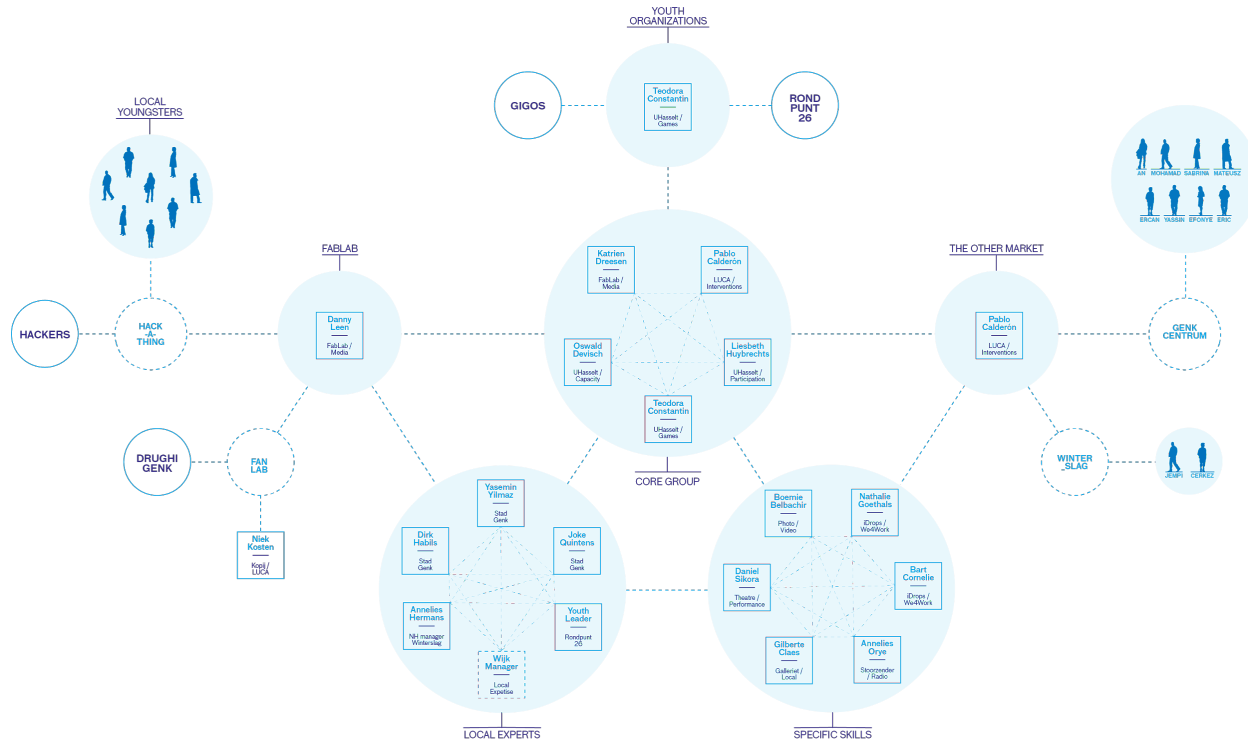 YOUTH
ORGANIZATIONS
GIGOS
Teodora
Constantin
UHasselt /
Games
ROND
PUNT
26
LOCAL
YOUNGSTERS
AN
MOHAMAD
SABRINA
MATEUSZ
ERCAN
YASSIN
EFONYE
ERIC
FABLAB
THE OTHER MARKET
Katrien
Dreesen
FabLab /
Media
Pablo
Calderón
LUCA /
Interventions
HACKERS
HACK
-A-
THING
Danny
Leen
FabLab /
Media
Oswald
Devisch
UHasselt /
Capacity
Liesbeth
Huybrechts
UHasselt /
Participation
Pablo
Calderón
LUCA /
Interventions
GENK
CENTRUM
Teodora
Constantin
UHasselt /
Games
CORE GROUP
DRUGHI
GENK
FAN
LAB
WINTER
_SLAG
JEMPI
CERKEZ
Niek
Kosten
Kopij /
LUCA
Yasemin
Yilmaz
Stad
Genk
Dirk
Habils
Stad
Genk
Joke
Quintens
Stad
Genk
Annelies
Hermans
NH manager
Winterslag
Youth
Leader
Rondpunt
26
Wijk
Manager
Local
Expetise
LOCAL EXPERTS
Boemie
Belbachir
Photo /
Video
Nathalie
Goethals
iDrops /
We4Work
Daniel
Sikora
Theatre /
Performance
Bart
Cornelie
iDrops /
We4Work
Gilberte
Claes
Galleriet /
Local
Annelies
Orye
Stoorzender
/ Radio
SPECIFIC SKILLS